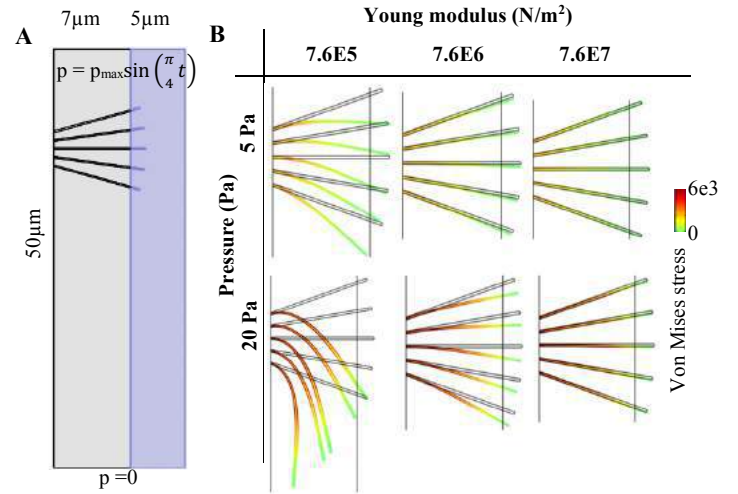 7µm 5µm
A
p = pmaxsin (π/4 t)
50µm
p =0
B
Young modulus (N/m²)
7.6E5 7.6E6 7.6E7
Pressure (Pa)
5 Pa
20 Pa
6e3
0
Von Mises stress